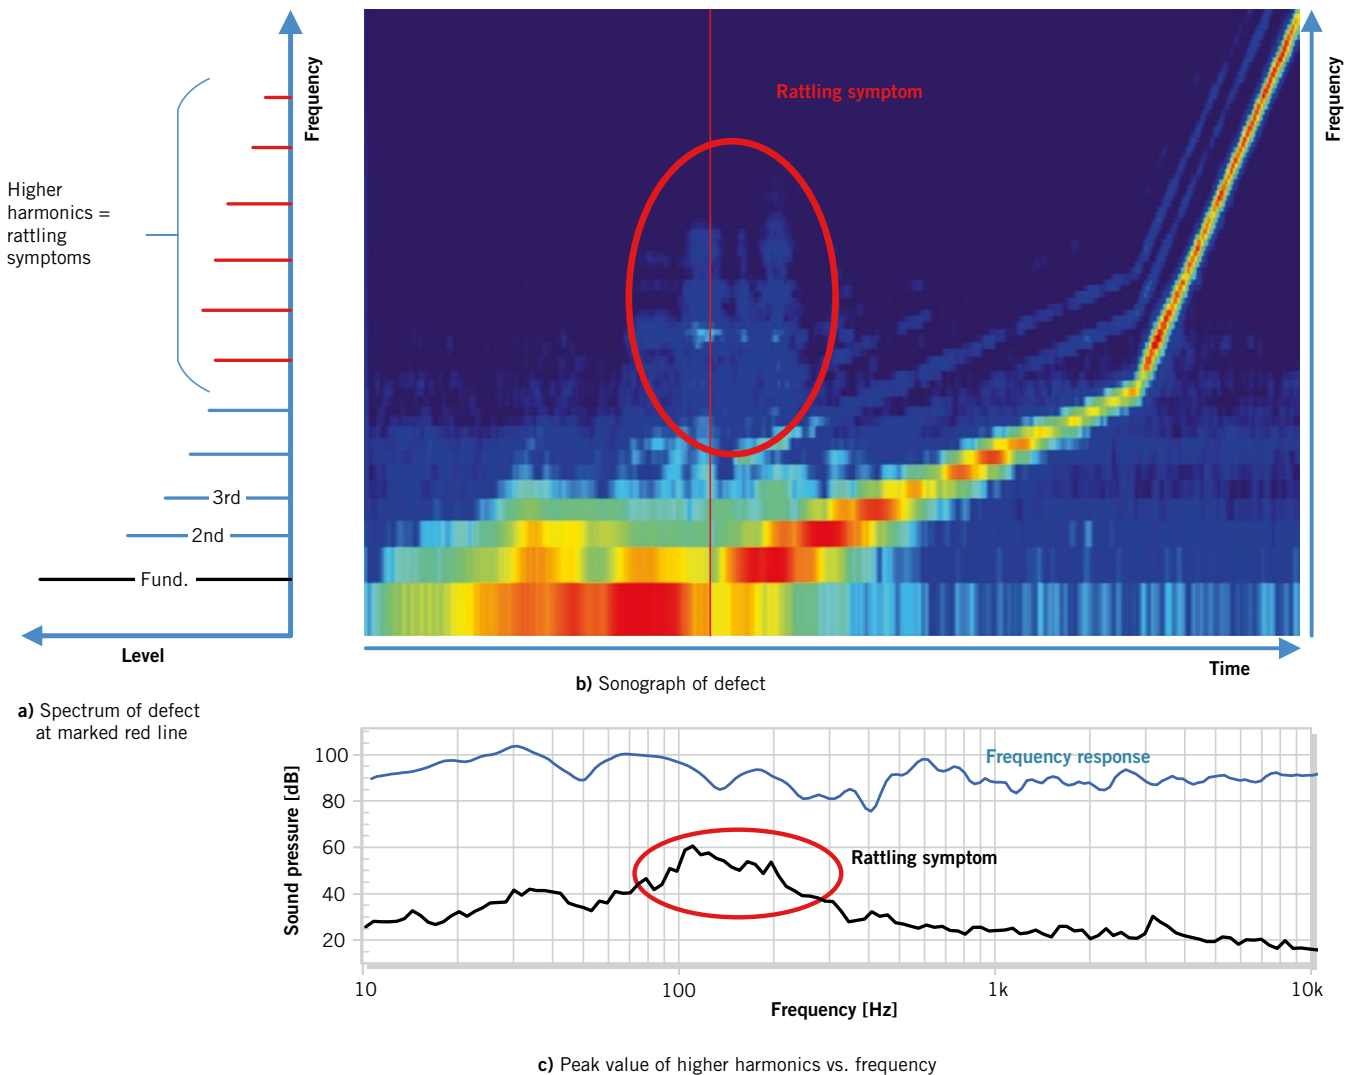 Frequency
Higher
harmonics =
rattling
symptoms
3rd
2nd
Fund.
Level
a) Spectrum of defect
at marked red line
Rattling symptom
Frequency
Time
b) Sonograph of defect
Sound pressure [dB]
100
80
60
40
20
Frequency response
Rattling symptom
10
100
1k
10k
Frequency [Hz]
c) Peak value of higher harmonics vs. frequency